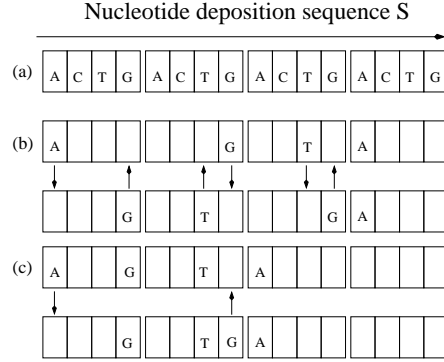 Nucleotide deposition sequence S
(a) A C T G A C T G A C T G A C T G
(b) A G T A
G T G A
(c) A G T A
G T G A